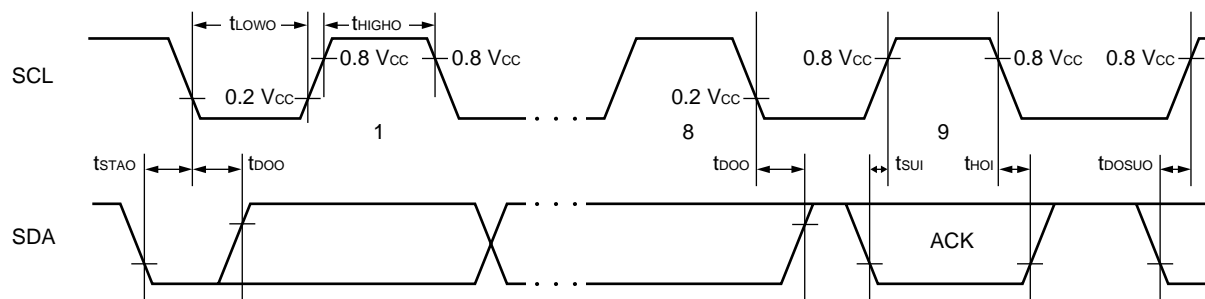 tLOWO tHIGHO
SCL 0.8 VCC 0.8 VCC 0.8 VCC 0.8 VCC 0.8 VCC
0.2 VCC 0.2 VCC
1 8 9
tSTAO tDOO tDOO tSUI tHOI tDOSUO
SDA ACK